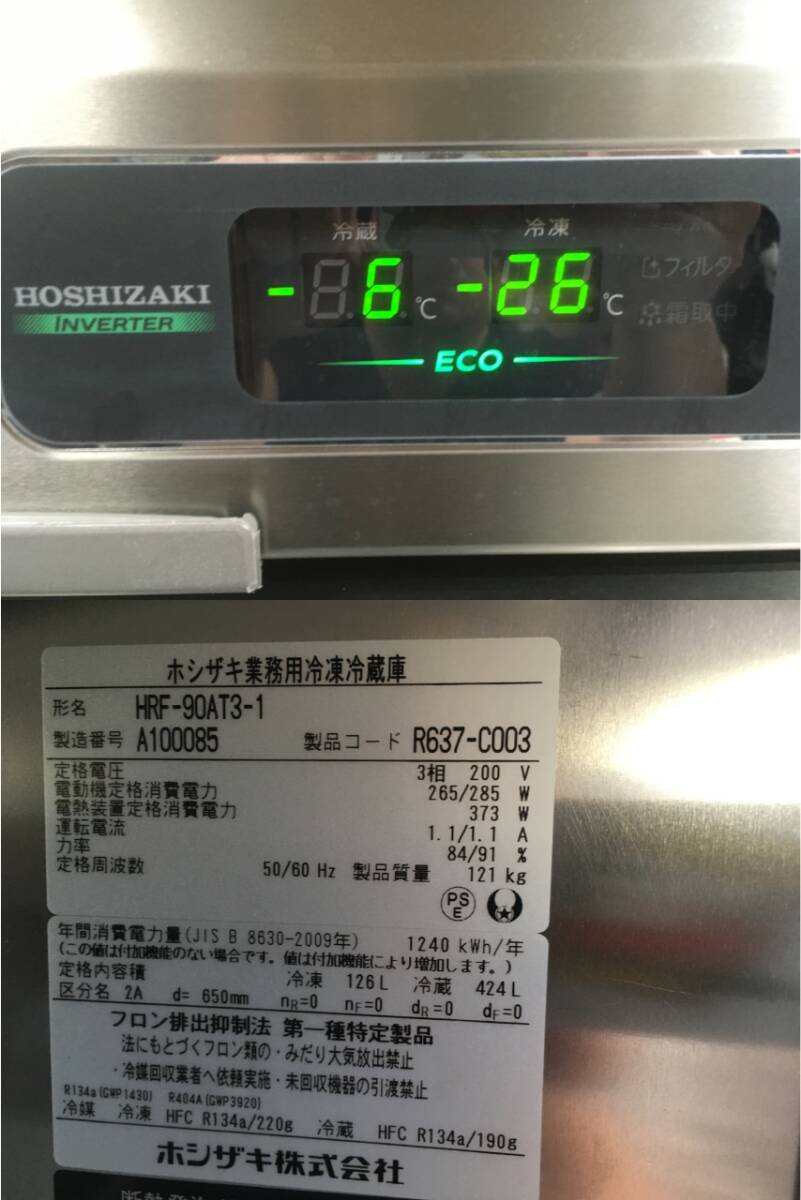 冷蔵 冷凍
HOSHIZAKI
INVERTER
-6℃ -26℃
フィルター
霜取中
ECO
ホシザキ業務用冷凍冷蔵庫
形名 HRF-90AT3-1
製造番号 A100085 製品コード R637-C003
定格電圧 3相 200 V
電動機定格消費電力 265/285 W
電熱装置定格消費電力 373 W
運転電流 1.1/1.1 A
力率 84/91 %
定格周波数 50/60 Hz 製品質量 121 kg
PS
E
年間消費電力量(JIS B 8630-2009年) 1240 kWh/年
(この値は付加機能のない場合です。値は付加機能により増加します。)
定格内容積 冷凍 126 L 冷蔵 424 L
区分名 2A d= 650mm nR=0 nF=0 dR=0 dF=0
フロン排出抑制法 第一種特定製品
法にもとづくフロン類の・みだり大気放出禁止
・冷媒回収業者へ依頼実施・未回収機器の引渡禁止
R134a(GWP1430) R404A(GWP3920)
冷媒 冷凍 HFC R134a/220g 冷蔵 HFC R134a/190g
ホシザキ株式会社